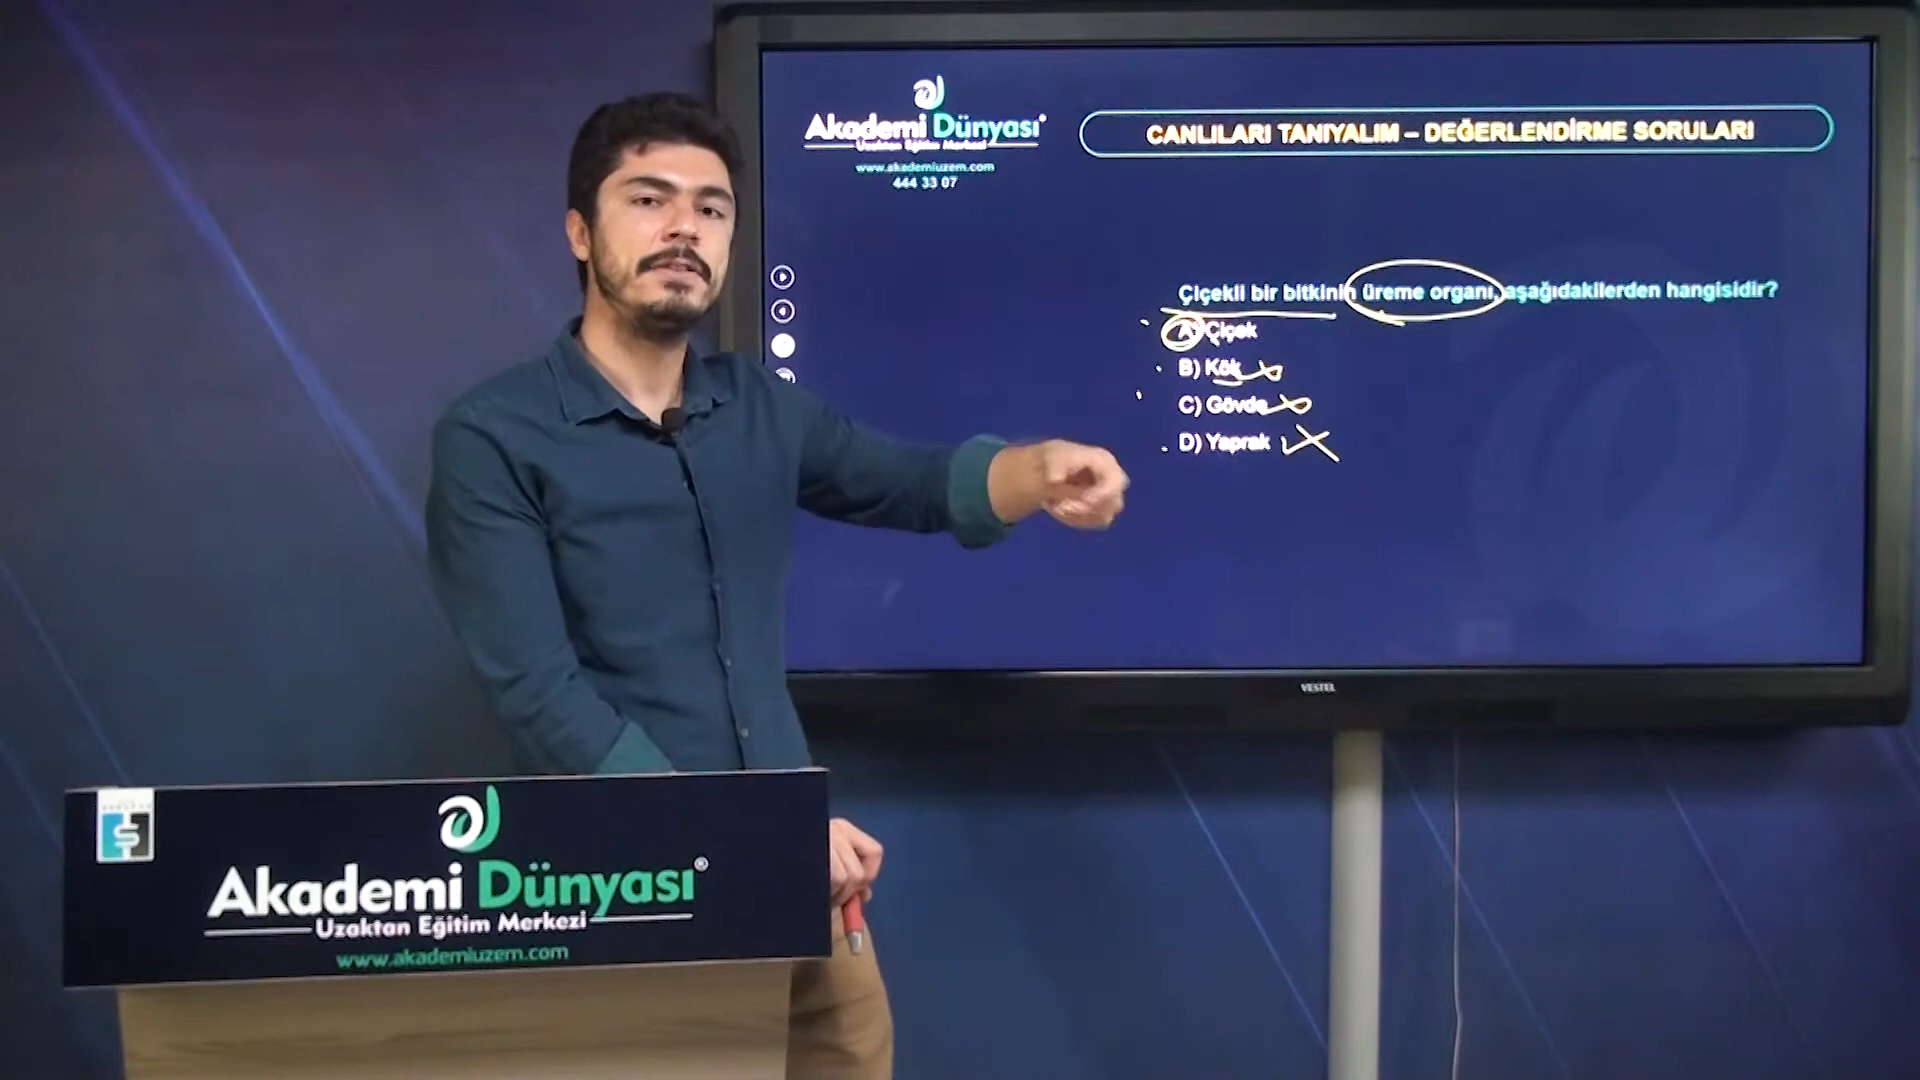 Akademi Dünyası
Uzaktan Eğitim Merkezi
www.akademiuzem.com
444 33 07
CANLILARI TANIYALIM – DEĞERLENDİRME SORULARI
Çiçekli bir bitkinin üreme organı, aşağıdakilerden hangisidir?
A) Çiçek
B) Kök
C) Gövde
D) Yaprak
VESTEL
Akademi Dünyası®
Uzaktan Eğitim Merkezi
www.akademiuzem.com